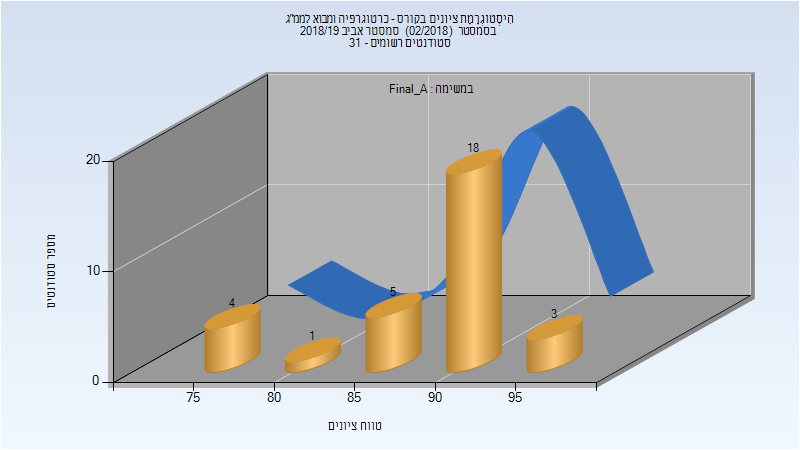 היסטוגרמת ציונים בקורס - כרטוגרפיה ומבוא לממ"ג
בסמסטר (02/2018) סמסטר אביב 2018/19
סטודנטים רשומים - 31
במשימה : Final_A
מספר סטודנטים
20
10
0
4
1
5
18
3
75
80
85
90
95
טווח ציונים